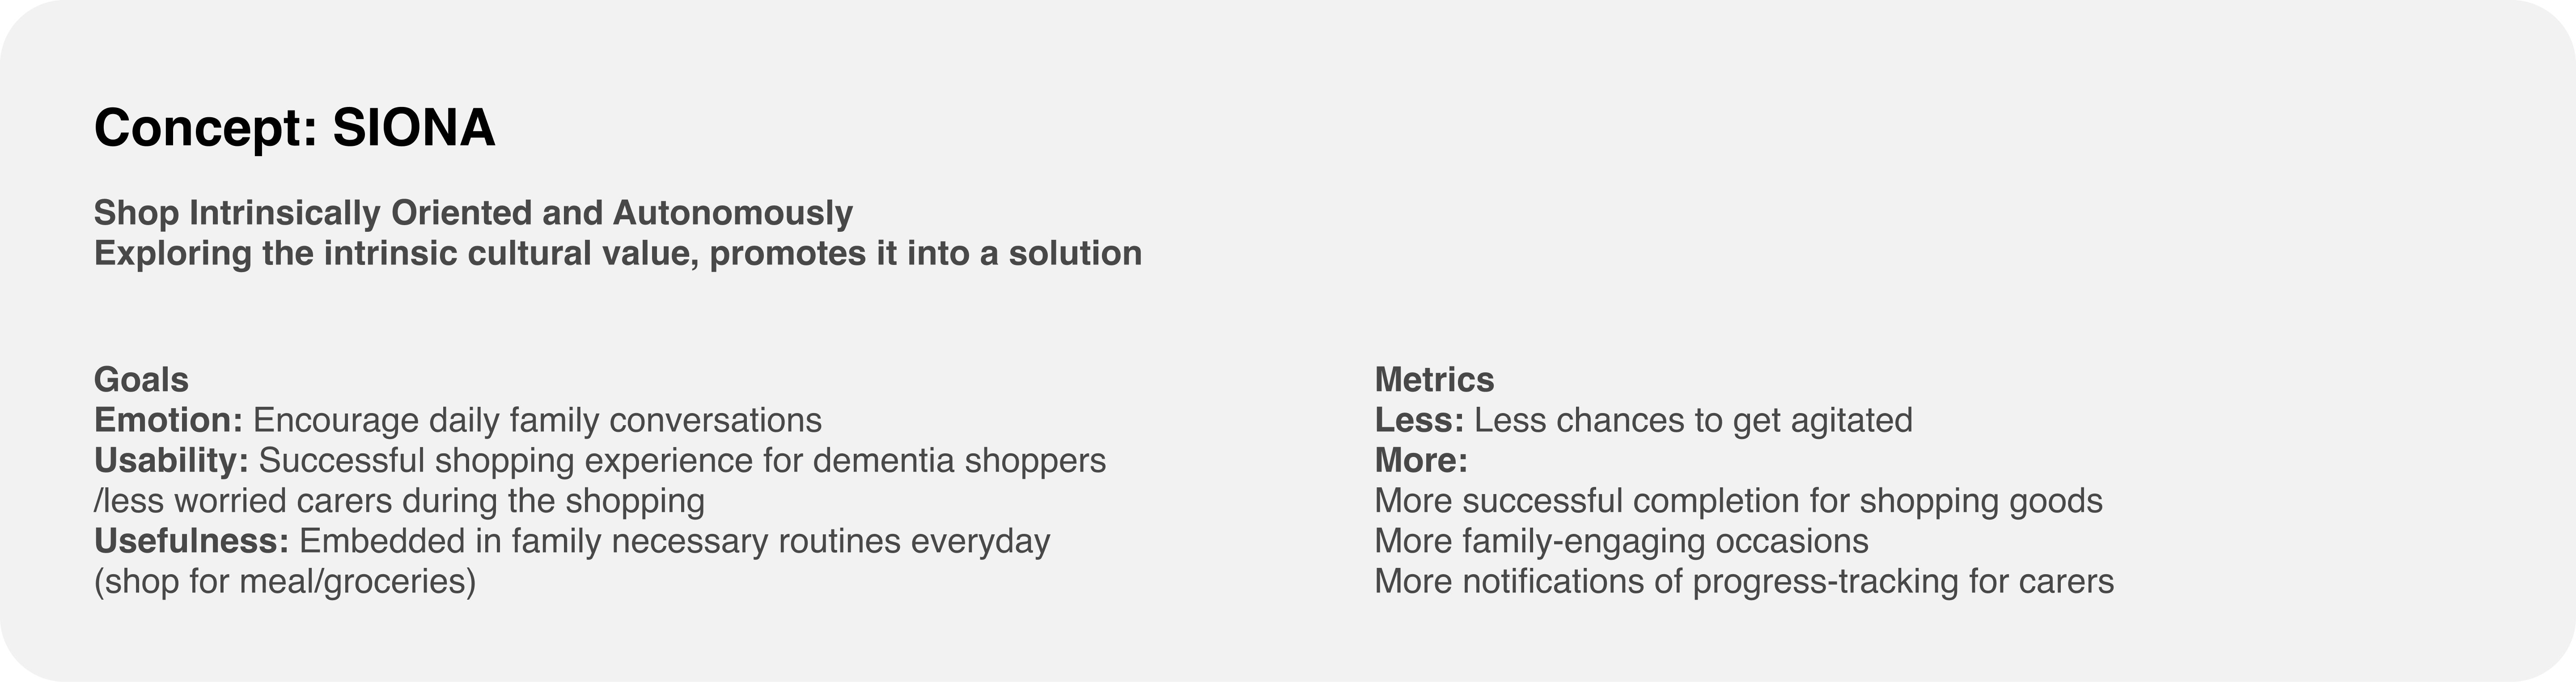 Concept: SIONA
Shop Intrinsically Oriented and Autonomously
Exploring the intrinsic cultural value, promotes it into a solution
Goals
Emotion: Encourage daily family conversations
Usability: Successful shopping experience for dementia shoppers
/less worried carers during the shopping
Usefulness: Embedded in family necessary routines everyday
(shop for meal/groceries)
Metrics
Less: Less chances to get agitated
More:
More successful completion for shopping goods
More family-engaging occasions
More notifications of progress-tracking for carers